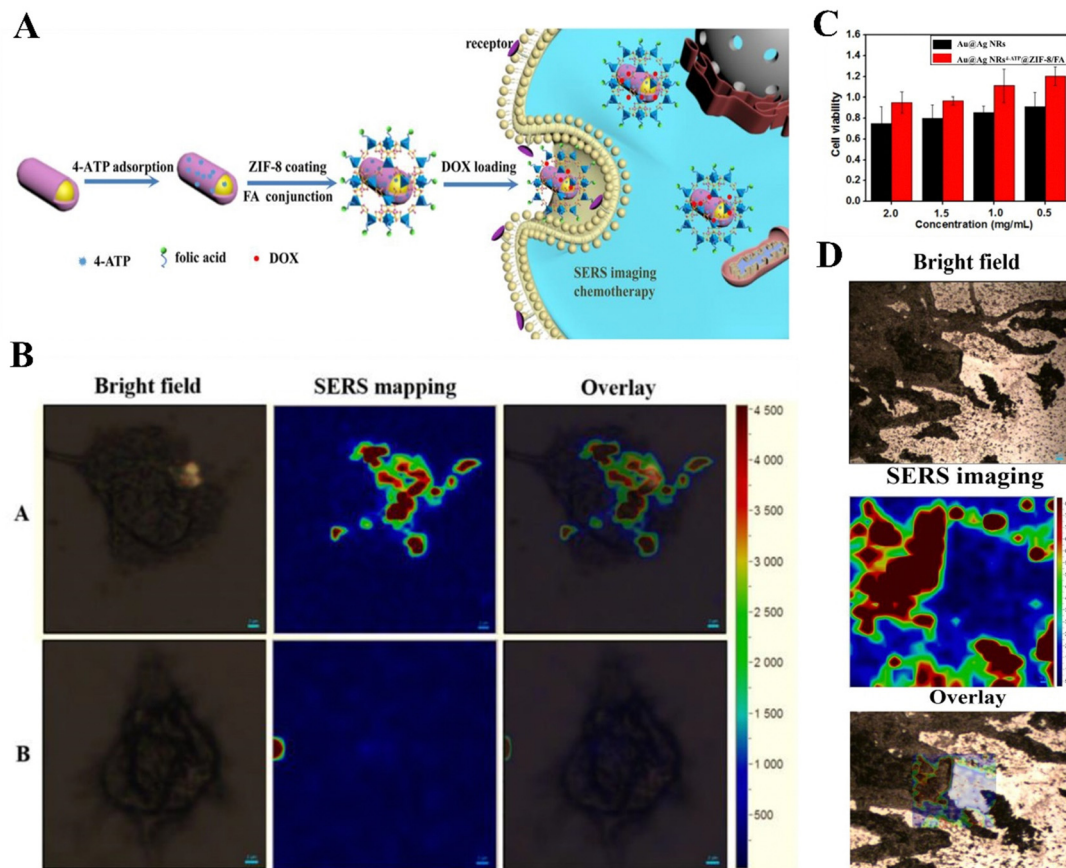 A
receptor
4-ATP adsorption
ZIF-8 coating
FA conjunction
DOX loading
4-ATP
folic acid
DOX
SERS imaging
chemotherapy
B
Bright field
SERS mapping
Overlay
A
B
4 500
4 000
3 500
3 000
2 500
2 000
1 500
1 000
500
C
Au@Ag NRs
Au@Ag NRs4-ATP@ZIF-8/FA
Cell viability
1.6
1.4
1.2
1.0
0.8
0.6
0.4
0.2
0.0
2.0
1.5
1.0
0.5
Concentration (mg/mL)
D
Bright field
SERS imaging
Overlay